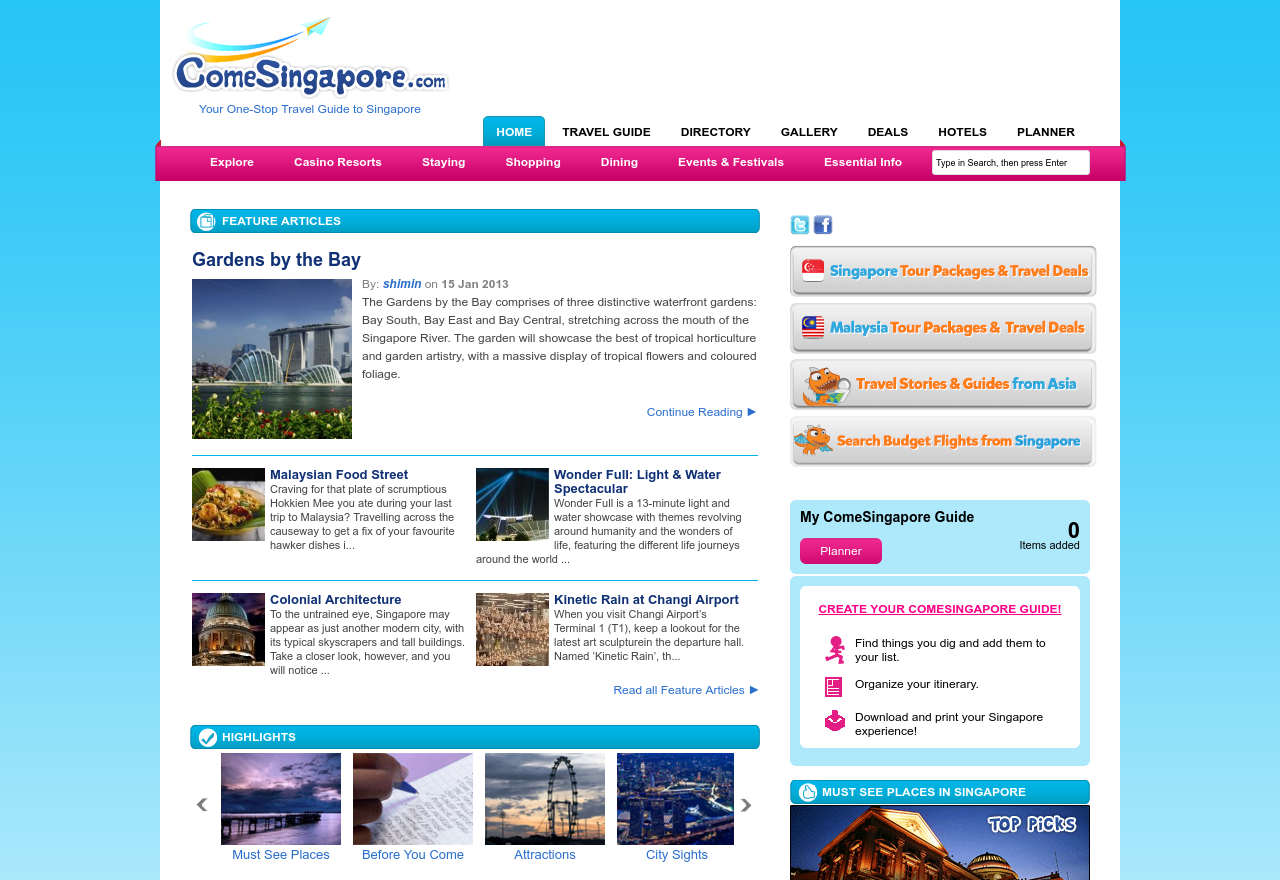 ComeSingapore.com
Your One-Stop Travel Guide to Singapore
HOME
TRAVEL GUIDE
DIRECTORY
GALLERY
DEALS
HOTELS
PLANNER
Explore
Casino Resorts
Staying
Shopping
Dining
Events & Festivals
Essential Info
Type in Search, then press Enter
FEATURE ARTICLES
Gardens by the Bay
By: shimin on 15 Jan 2013
The Gardens by the Bay comprises of three distinctive waterfront gardens:
Bay South, Bay East and Bay Central, stretching across the mouth of the
Singapore River. The garden will showcase the best of tropical horticulture
and garden artistry, with a massive display of tropical flowers and coloured
foliage.
Continue Reading
Malaysian Food Street
Craving for that plate of scrumptious
Hokkien Mee you ate during your last
trip to Malaysia? Travelling across the
causeway to get a fix of your favourite
hawker dishes i...
Wonder Full: Light & Water
Spectacular
Wonder Full is a 13-minute light and
water showcase with themes revolving
around humanity and the wonders of
life, featuring the different life journeys
around the world ...
Colonial Architecture
To the untrained eye, Singapore may
appear as just another modern city, with
its typical skyscrapers and tall buildings.
Take a closer look, however, and you
will notice ...
Kinetic Rain at Changi Airport
When you visit Changi Airport's
Terminal 1 (T1), keep a lookout for the
latest art sculpturein the departure hall.
Named 'Kinetic Rain', th...
Read all Feature Articles
HIGHLIGHTS
Must See Places
Before You Come
Attractions
City Sights
Singapore Tour Packages & Travel Deals
Malaysia Tour Packages & Travel Deals
Travel Stories & Guides from Asia
Search Budget Flights from Singapore
My ComeSingapore Guide
0
Items added
Planner
CREATE YOUR COMESINGAPORE GUIDE!
Find things you dig and add them to
your list.
Organize your itinerary.
Download and print your Singapore
experience!
MUST SEE PLACES IN SINGAPORE
TOP PICKS